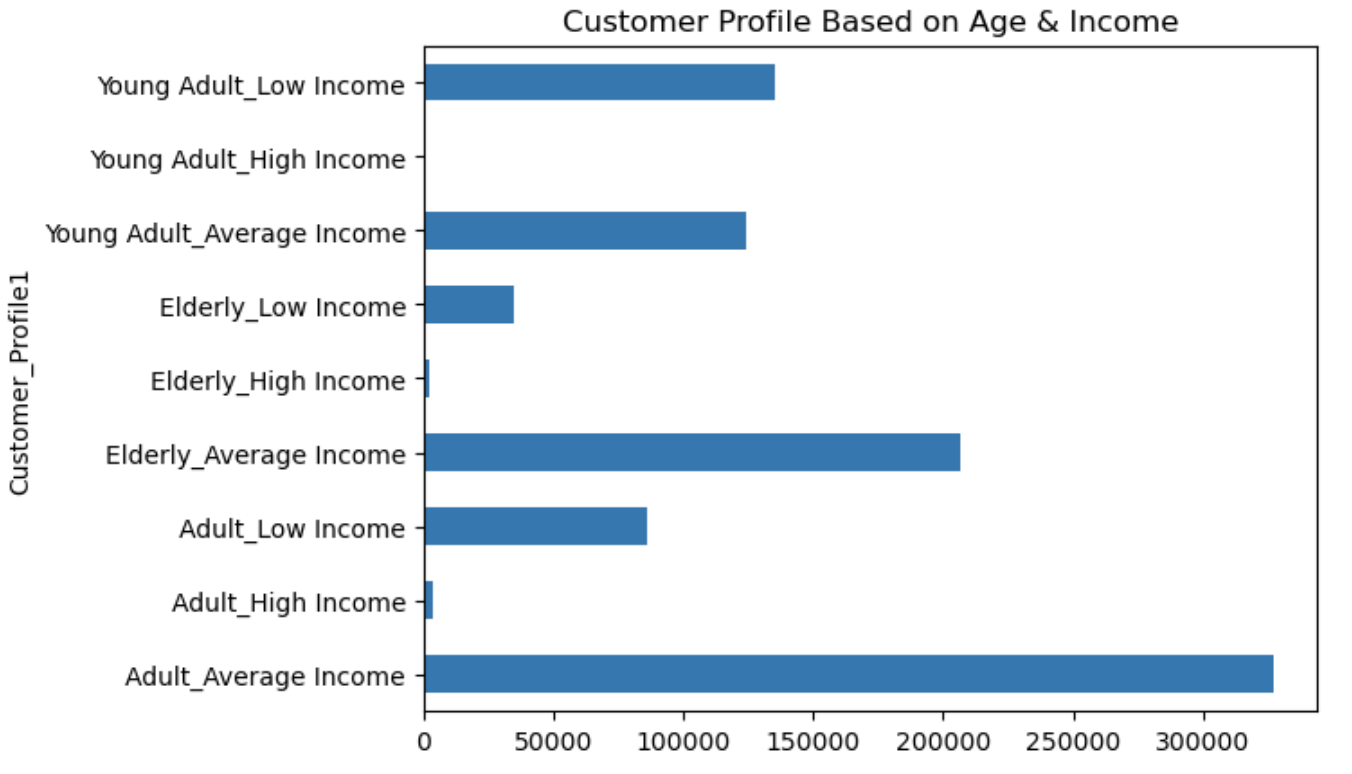 Customer Profile Based on Age & Income
Young Adult_Low Income
Young Adult_High Income
Young Adult_Average Income
Elderly_Low Income
Elderly_High Income
Elderly_Average Income
Adult_Low Income
Adult_High Income
Adult_Average Income
Customer_Profile1
0 50000 100000 150000 200000 250000 300000